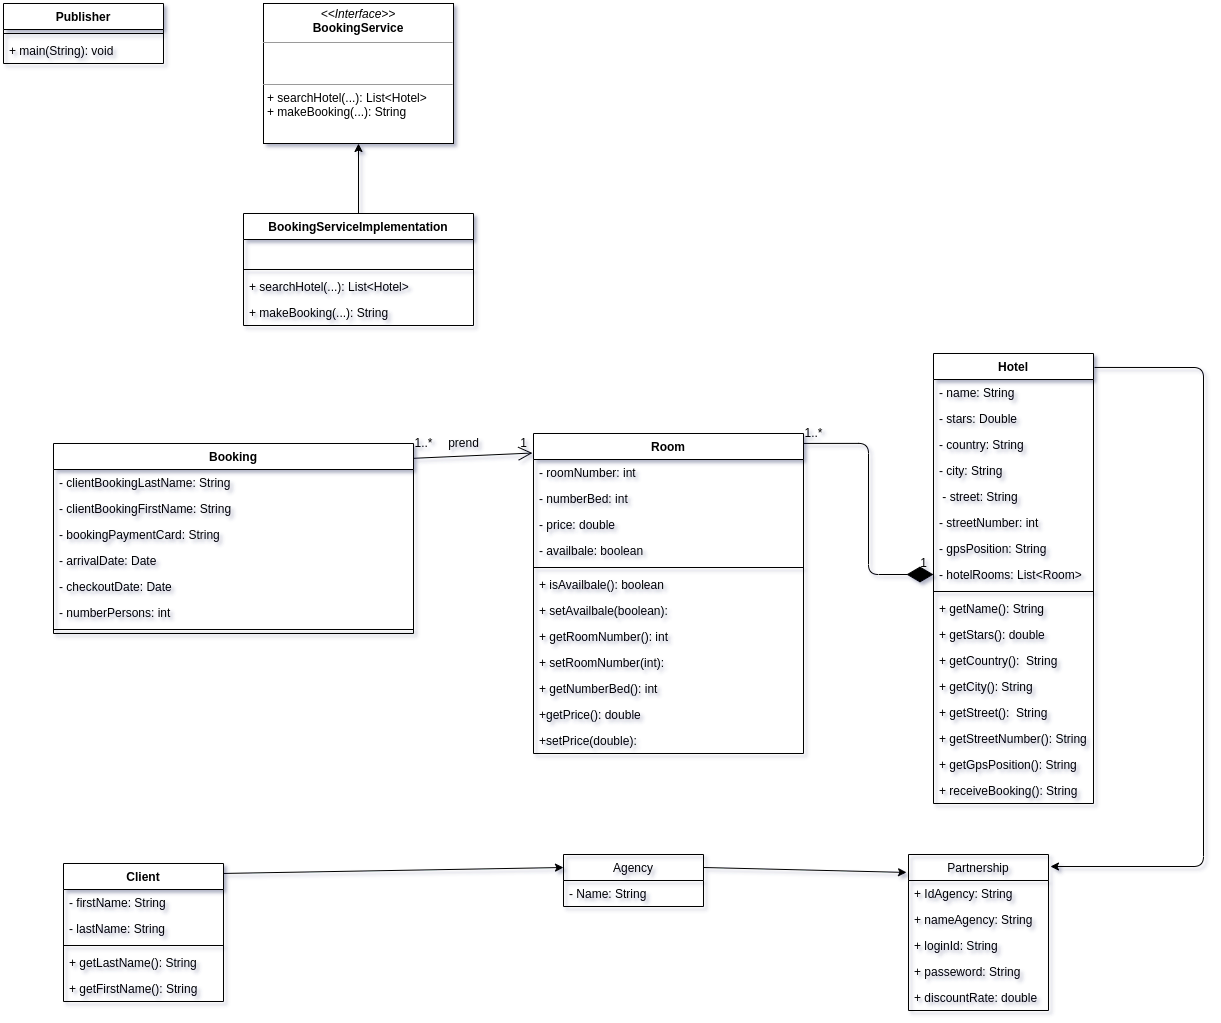 Publisher
+ main(String): void
<<Interface>>
BookingService
+ searchHotel(...): List<Hotel>
+ makeBooking(...): String
BookingServiceImplementation
+ searchHotel(...): List<Hotel>
+ makeBooking(...): String
Booking
- clientBookingLastName: String
- clientBookingFirstName: String
- bookingPaymentCard: String
- arrivalDate: Date
- checkoutDate: Date
- numberPersons: int
1..* prend 1
Room
- roomNumber: int
- numberBed: int
- price: double
- availbale: boolean
+ isAvailbale(): boolean
+ setAvailbale(boolean):
+ getRoomNumber(): int
+ setRoomNumber(int):
+ getNumberBed(): int
+getPrice(): double
+setPrice(double):
1..*
1
Hotel
- name: String
- stars: Double
- country: String
- city: String
- street: String
- streetNumber: int
- gpsPosition: String
- hotelRooms: List<Room>
+ getName(): String
+ getStars(): double
+ getCountry():  String
+ getCity(): String
+ getStreet():  String
+ getStreetNumber(): String
+ getGpsPosition(): String
+ receiveBooking(): String
Client
- firstName: String
- lastName: String
+ getLastName(): String
+ getFirstName(): String
Agency
- Name: String
Partnership
+ IdAgency: String
+ nameAgency: String
+ loginId: String
+ passeword: String
+ discountRate: double